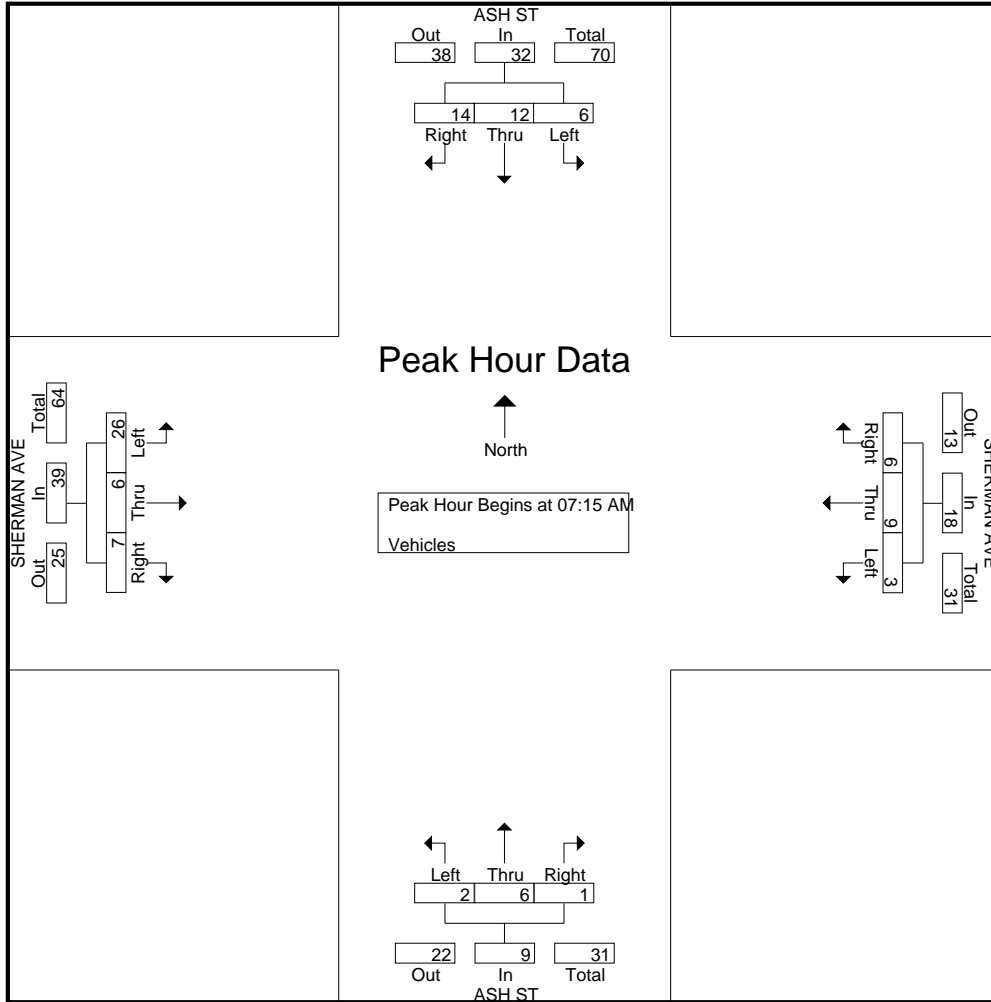 ASH ST
Out In Total
38 32 70
14 12 6
Right Thru Left
Peak Hour Data
North
Peak Hour Begins at 07:15 AM
Vehicles
SHERMAN AVE
Out In Total
25 39 64
7 6 26
Right Thru Left
SHERMAN AVE
Out In Total
13 18 31
6 9 3
Right Thru Left
Left Thru Right
2 6 1
22 9 31
Out In Total
ASH ST